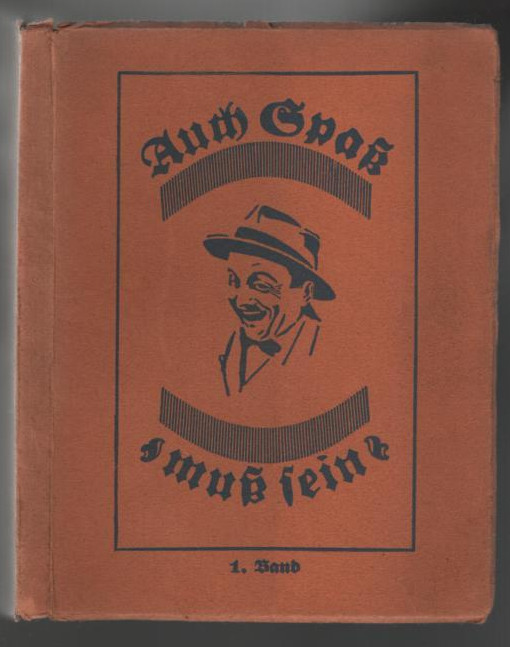 Auch Spaß
muß sein
1. Band